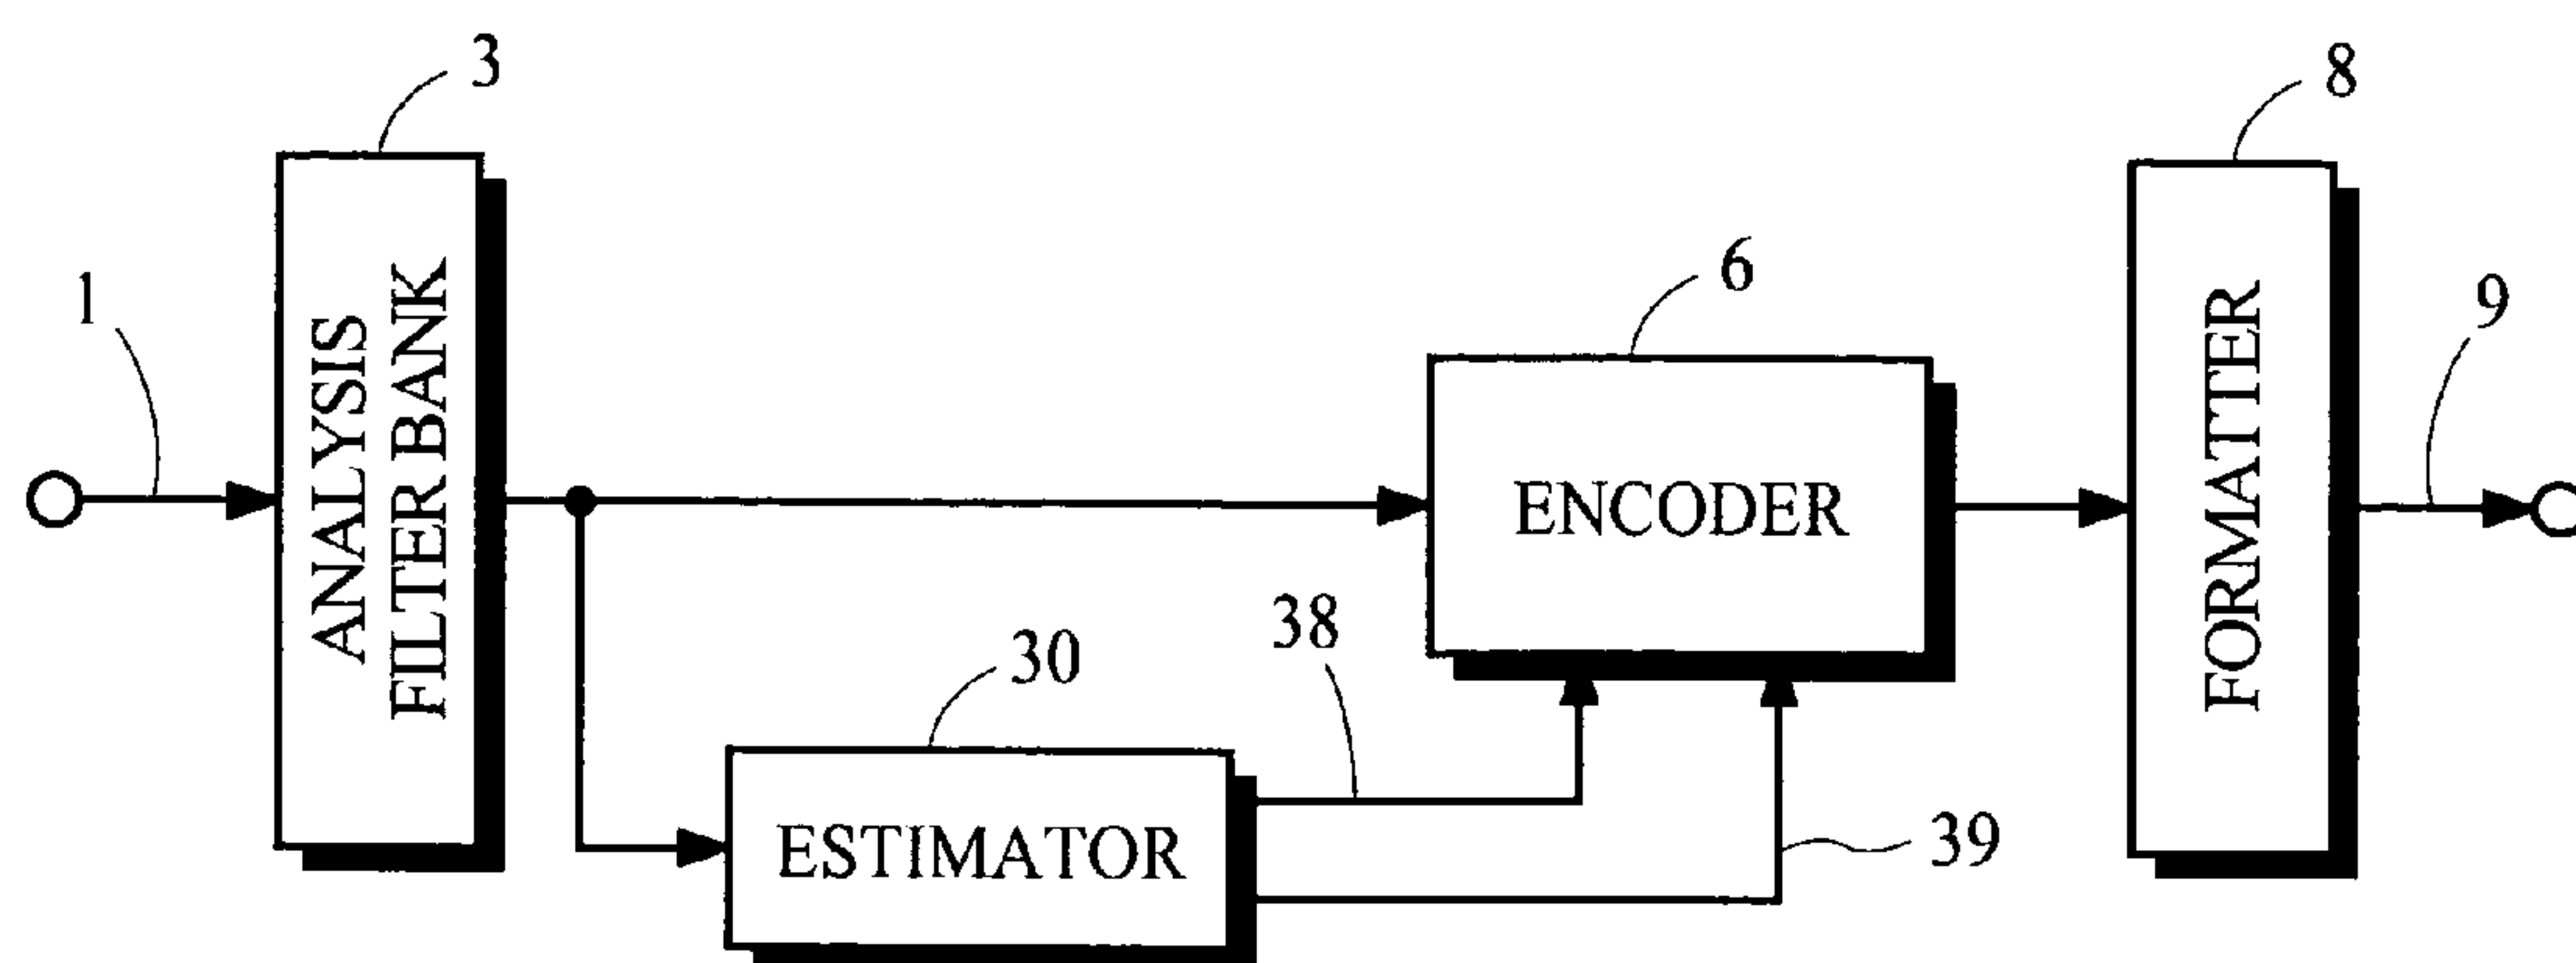 3
8
1
6
9
ANALYSIS
FILTER BANK
ENCODER
FORMATTER
38
30
ESTIMATOR
39